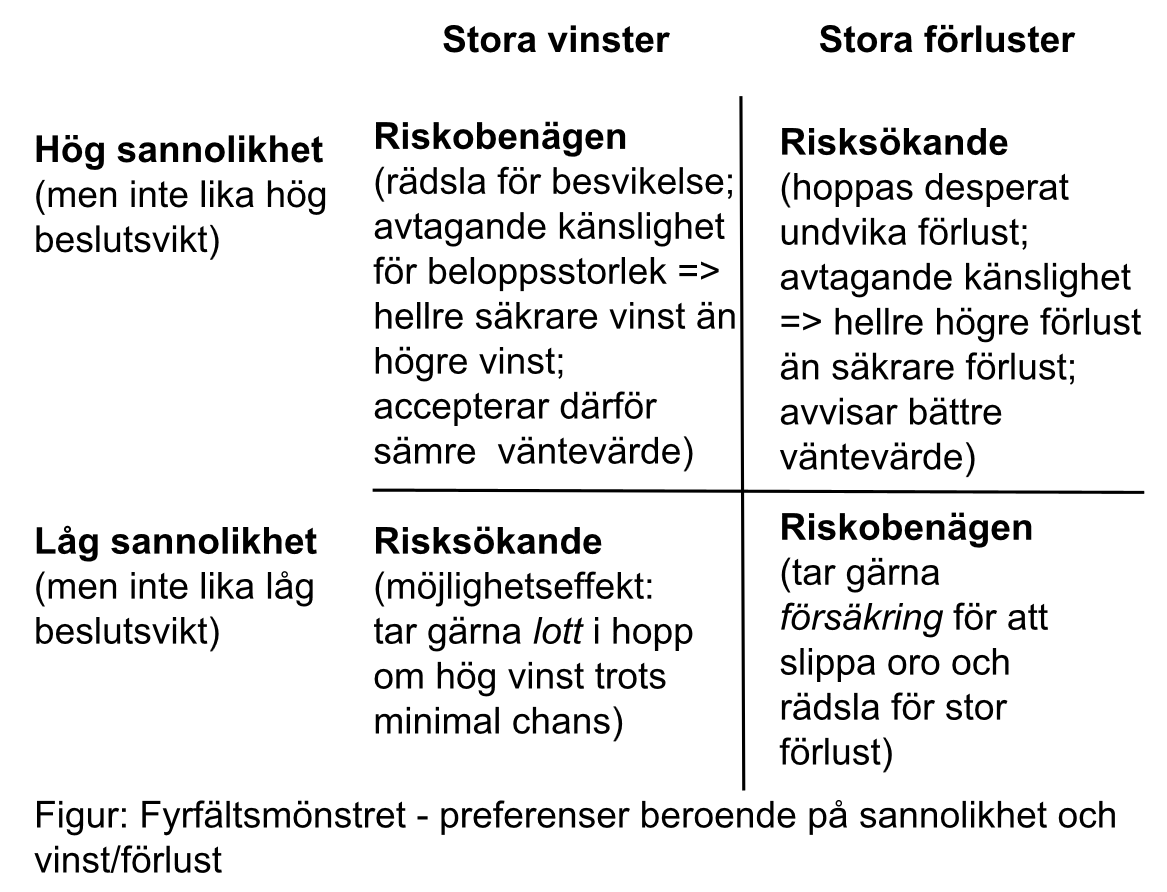 Stora vinster
Stora förluster
Hög sannolikhet
(men inte lika hög
beslutsvikt)
Riskobenägen
(rädsla för besvikelse;
avtagande känslighet
för beloppsstorlek =>
hellre säkrare vinst än
högre vinst;
accepterar därför
sämre  väntevärde)
Risksökande
(hoppas desperat
undvika förlust;
avtagande känslighet
=> hellre högre förlust
än säkrare förlust;
avvisar bättre
väntevärde)
Låg sannolikhet
(men inte lika låg
beslutsvikt)
Risksökande
(möjlighetseffekt:
tar gärna lott i hopp
om hög vinst trots
minimal chans)
Riskobenägen
(tar gärna
försäkring för att
slippa oro och
rädsla för stor
förlust)
Figur: Fyrfältsmönstret - preferenser beroende på sannolikhet och
vinst/förlust